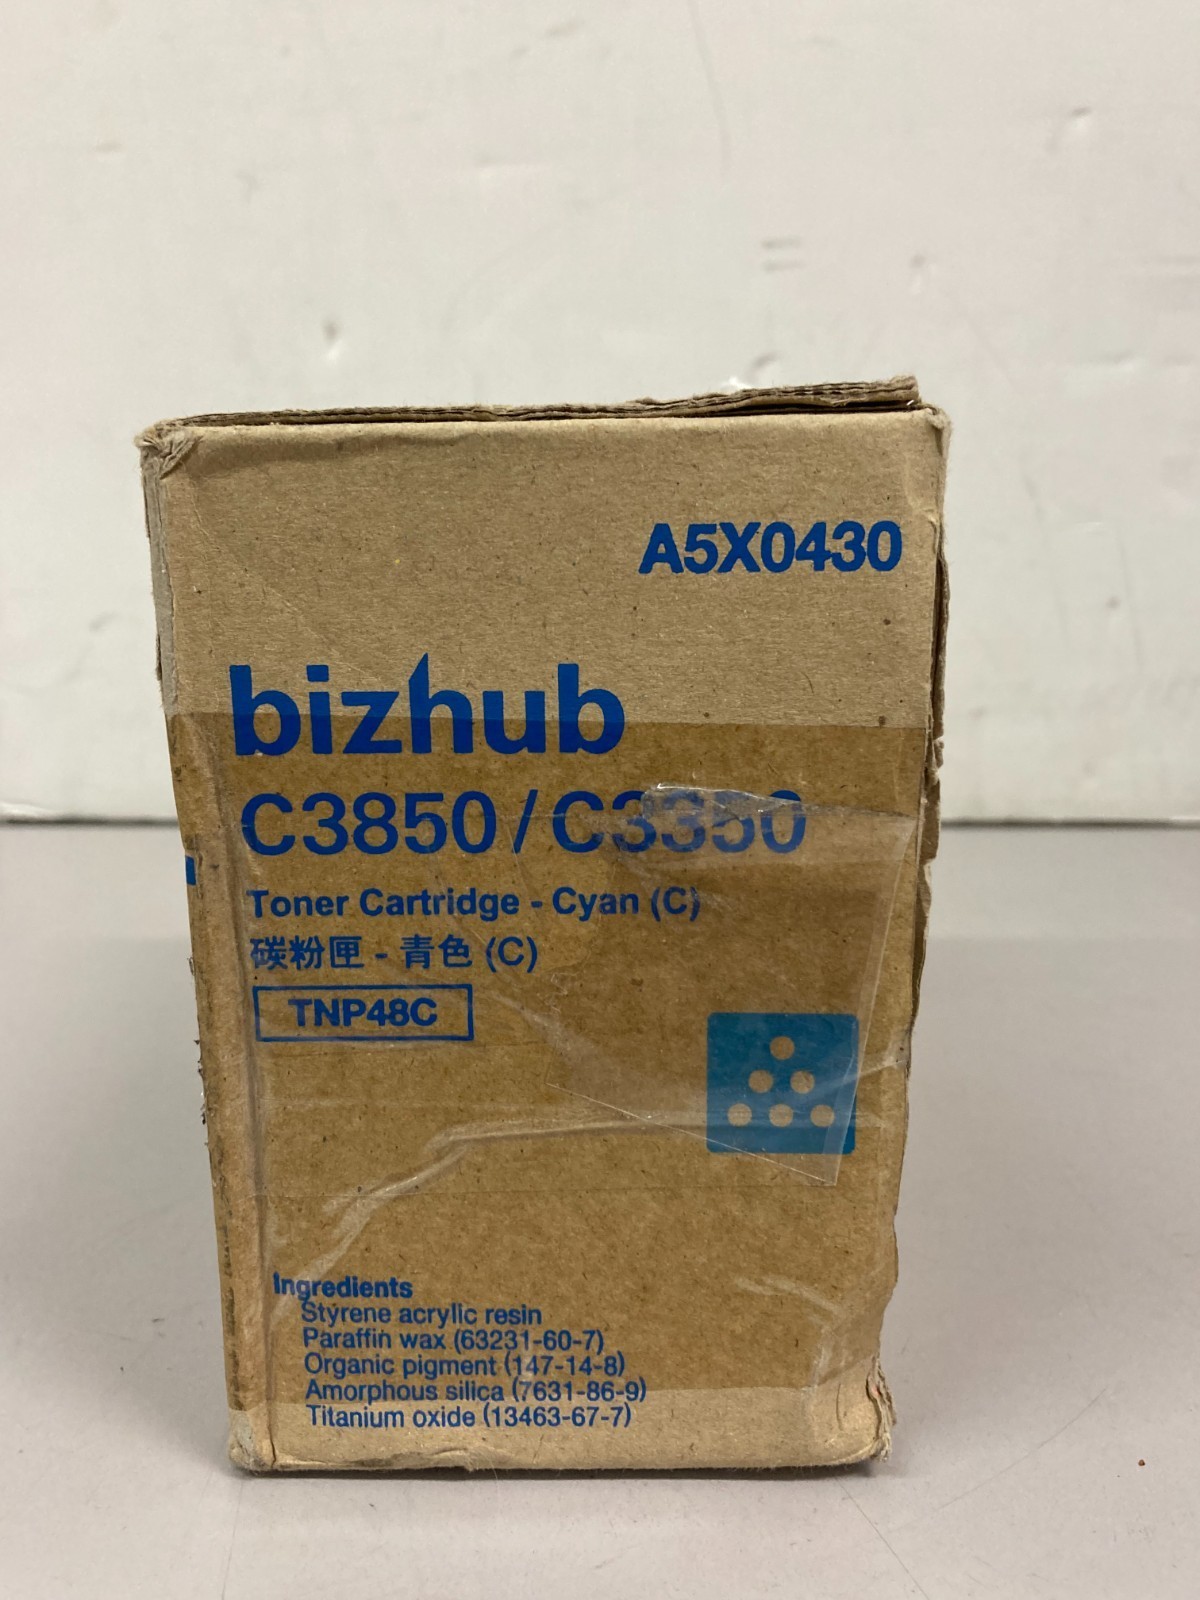 A5X0430
bizhub
C3850/C3350
Toner Cartridge - Cyan (C)
碳粉匣 - 青色 (C)
TNP48C
Ingredients
Styrene acrylic resin
Paraffin wax (63231-60-7)
Organic pigment (147-14-8)
Amorphous silica (7631-86-9)
Titanium oxide (13463-67-7)